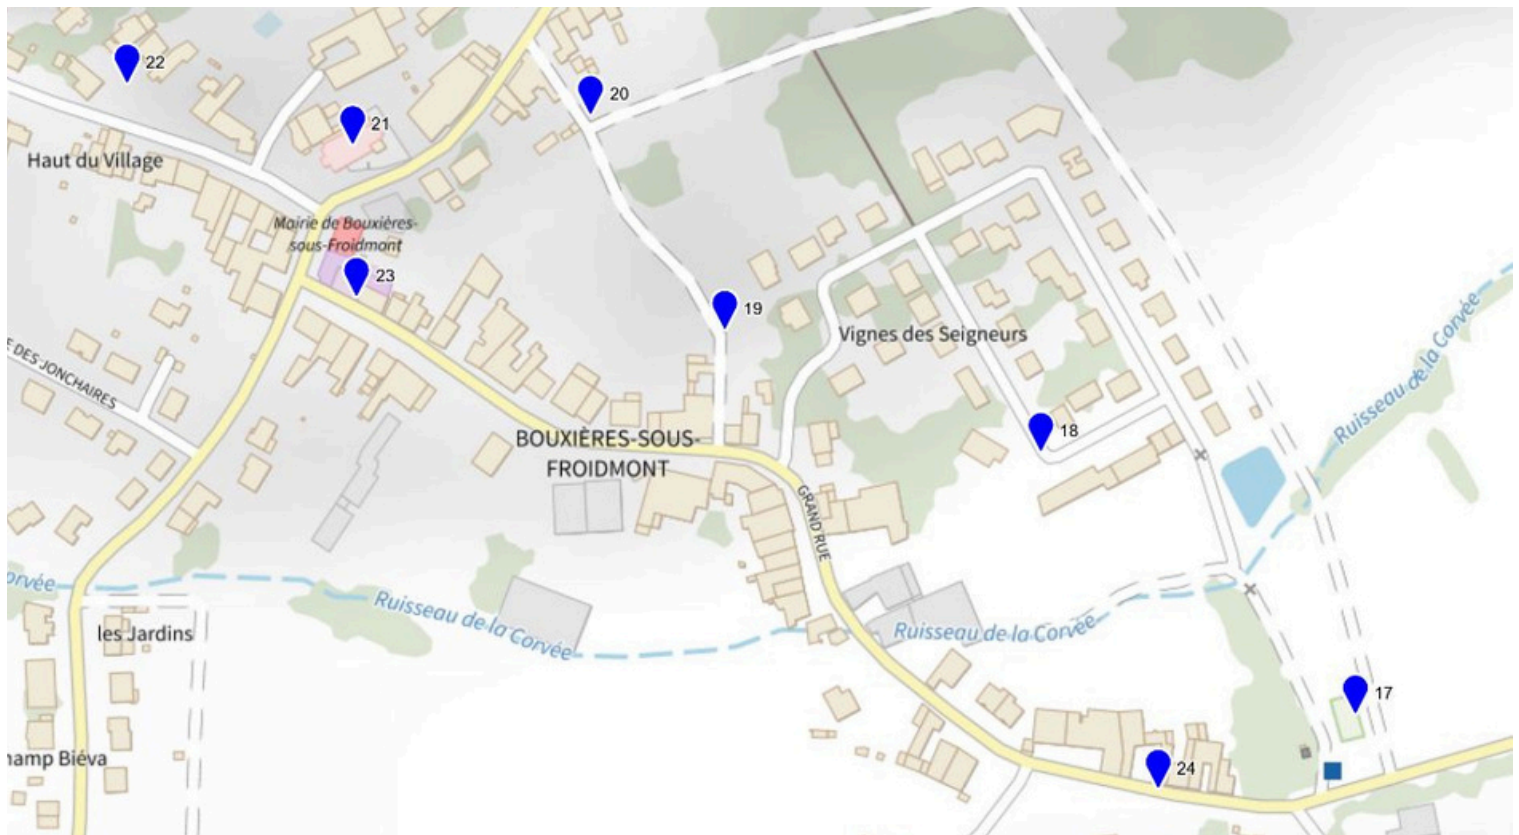 22
20
21
Haut du Village
Mairie de Bouxières-
sous-Froidmont
23
19
Vignes des Seigneurs
Ruisseau de la Corvée
E DES JONCHAIRES
18
BOUXIÈRES-SOUS-
FROIDMONT
GRAND RUE
orvée
Ruisseau de la Corvée
les Jardins
Ruisseau de la Corvée
17
hamp Biéva
24